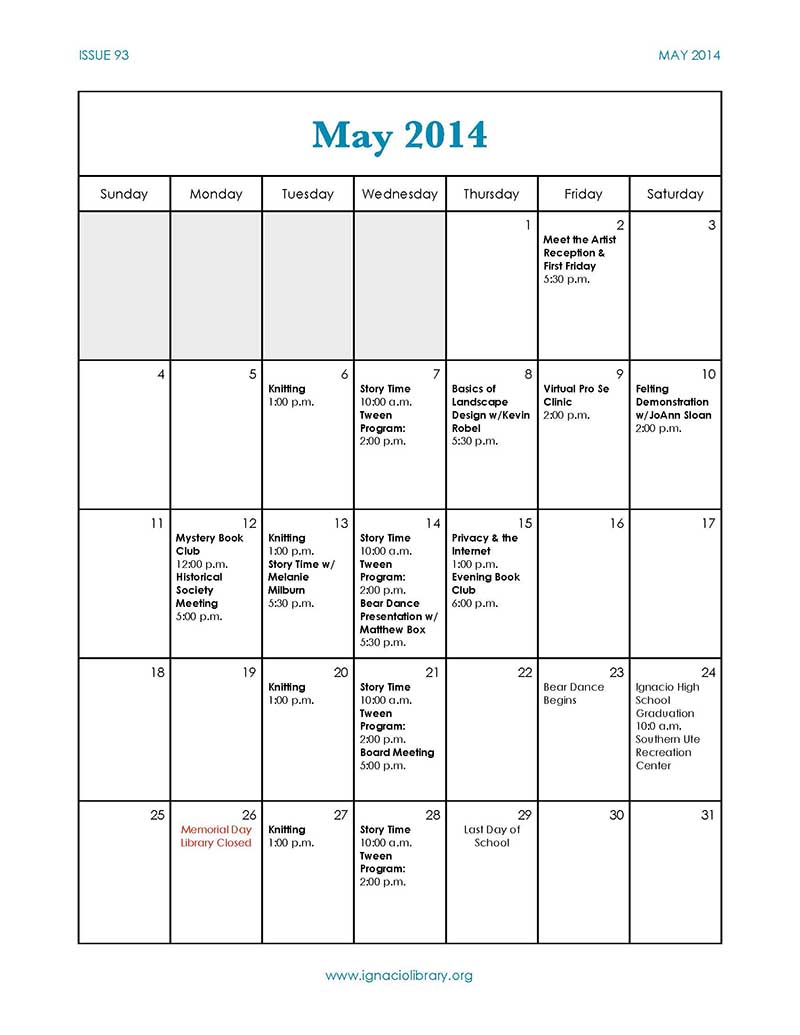 ISSUE 93
MAY 2014
May 2014
Sunday
Monday
Tuesday
Wednesday
Thursday
Friday
Saturday
1
2
Meet the Artist
Reception &
First Friday
5:30 p.m.
3
4
5
6
Knitting
1:00 p.m.
7
Story Time
10:00 a.m.
Tween
Program:
2:00 p.m.
8
Basics of
Landscape
Design w/Kevin
Robel
5:30 p.m.
9
Virtual Pro Se
Clinic
2:00 p.m.
10
Felting
Demonstration
w/JoAnn Sloan
2:00 p.m.
11
12
Mystery Book
Club
12:00 p.m.
Historical
Society
Meeting
5:00 p.m.
13
Knitting
1:00 p.m.
Story Time w/
Melanie
Milburn
5:30 p.m.
14
Story Time
10:00 a.m.
Tween
Program:
2:00 p.m.
Bear Dance
Presentation w/
Matthew Box
5:30 p.m.
15
Privacy & the
Internet
1:00 p.m.
Evening Book
Club
6:00 p.m.
16
17
18
19
20
Knitting
1:00 p.m.
21
Story Time
10:00 a.m.
Tween
Program:
2:00 p.m.
Board Meeting
5:00 p.m.
22
23
Bear Dance
Begins
24
Ignacio High
School
Graduation
10:0 a.m.
Southern Ute
Recreation
Center
25
26
Memorial Day
Library Closed
27
Knitting
1:00 p.m.
28
Story Time
10:00 a.m.
Tween
Program:
2:00 p.m.
29
Last Day of
School
30
31
www.ignaciolibrary.org